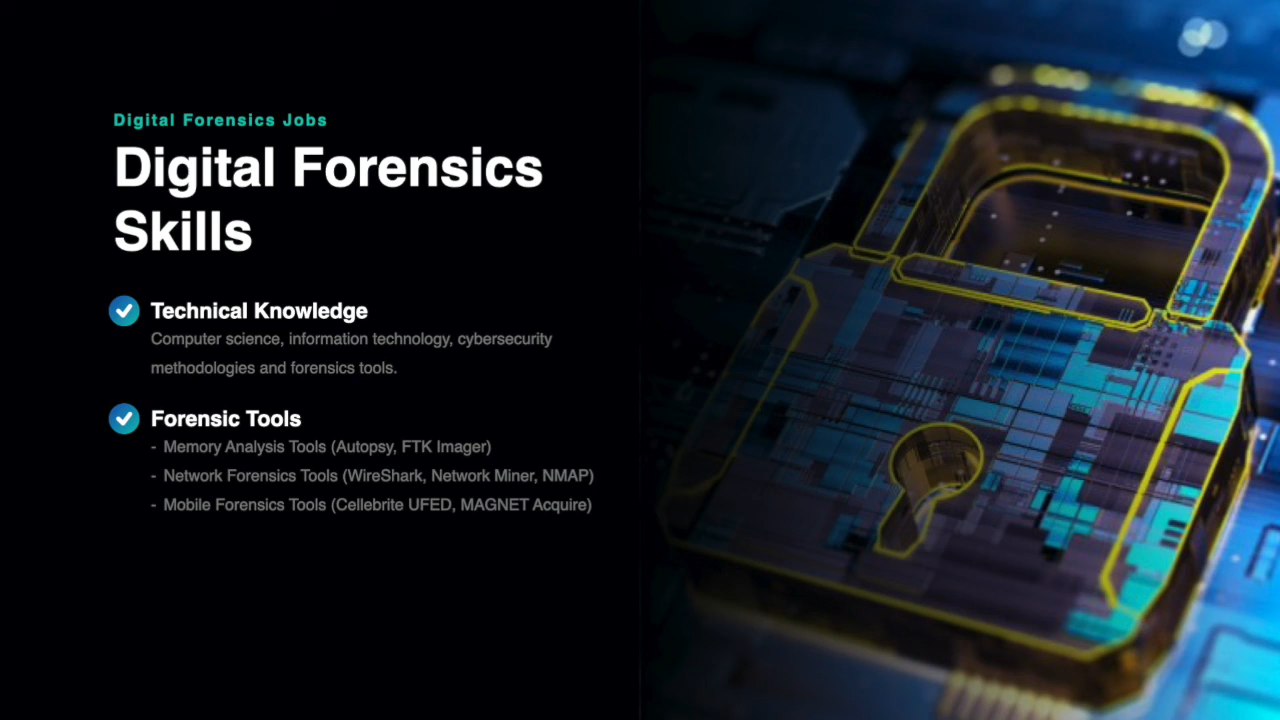 Digital Forensics Jobs
Digital Forensics
Skills
Technical Knowledge
Computer science, information technology, cybersecurity
methodologies and forensics tools.
Forensic Tools
- Memory Analysis Tools (Autopsy, FTK Imager)
- Network Forensics Tools (WireShark, Network Miner, NMAP)
- Mobile Forensics Tools (Cellebrite UFED, MAGNET Acquire)